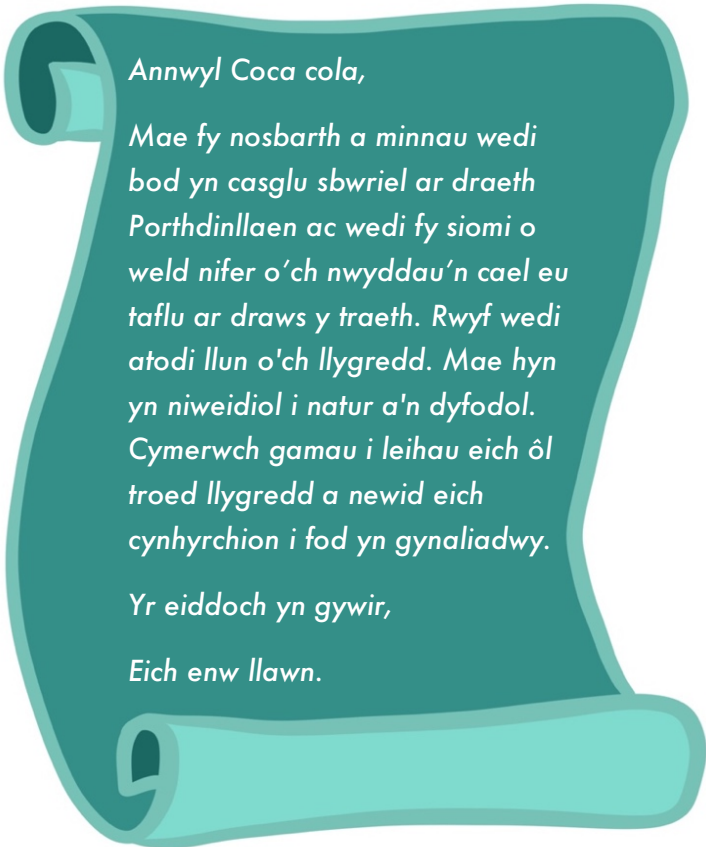 Annwyl Coca cola,
Mae fy nosbarth a minnau wedi
bod yn casglu sbwriel ar draeth
Porthdinllaen ac wedi fy siomi o
weld nifer o’ch nwyddau’n cael eu
taflu ar draws y traeth. Rwyf wedi
atodi llun o'ch llygredd. Mae hyn
yn niweidiol i natur a'n dyfodol.
Cymerwch gamau i leihau eich ôl
troed llygredd a newid eich
cynhyrchion i fod yn gynaliadwy.
Yr eiddoch yn gywir,
Eich enw llawn.